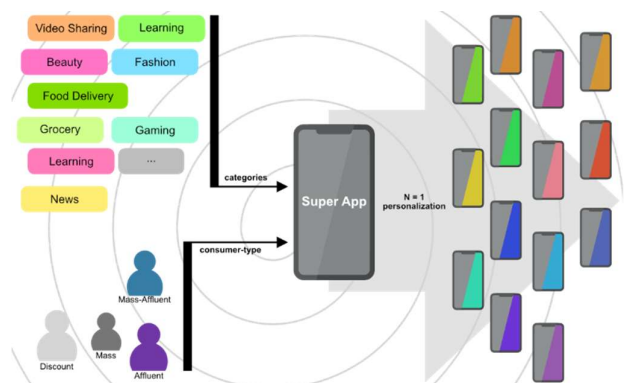 Video Sharing
Learning
Beauty
Fashion
Food Delivery
Grocery
Gaming
Learning
...
News
categories
Super App
N = 1
personalization
consumer-type
Mass-Affluent
Discount
Mass
Affluent